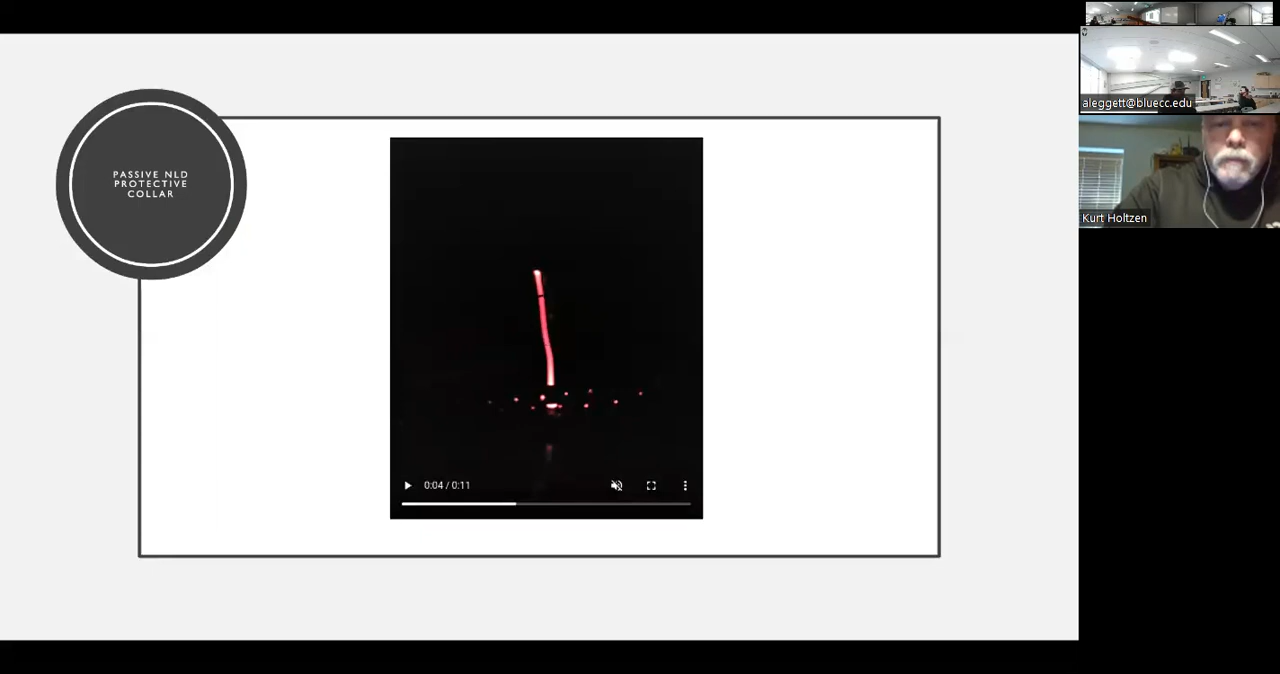 PASSIVE NLD
PROTECTIVE
COLLAR
0:04 / 0:11
aleggett@bluecc.edu
Kurt Holtzen